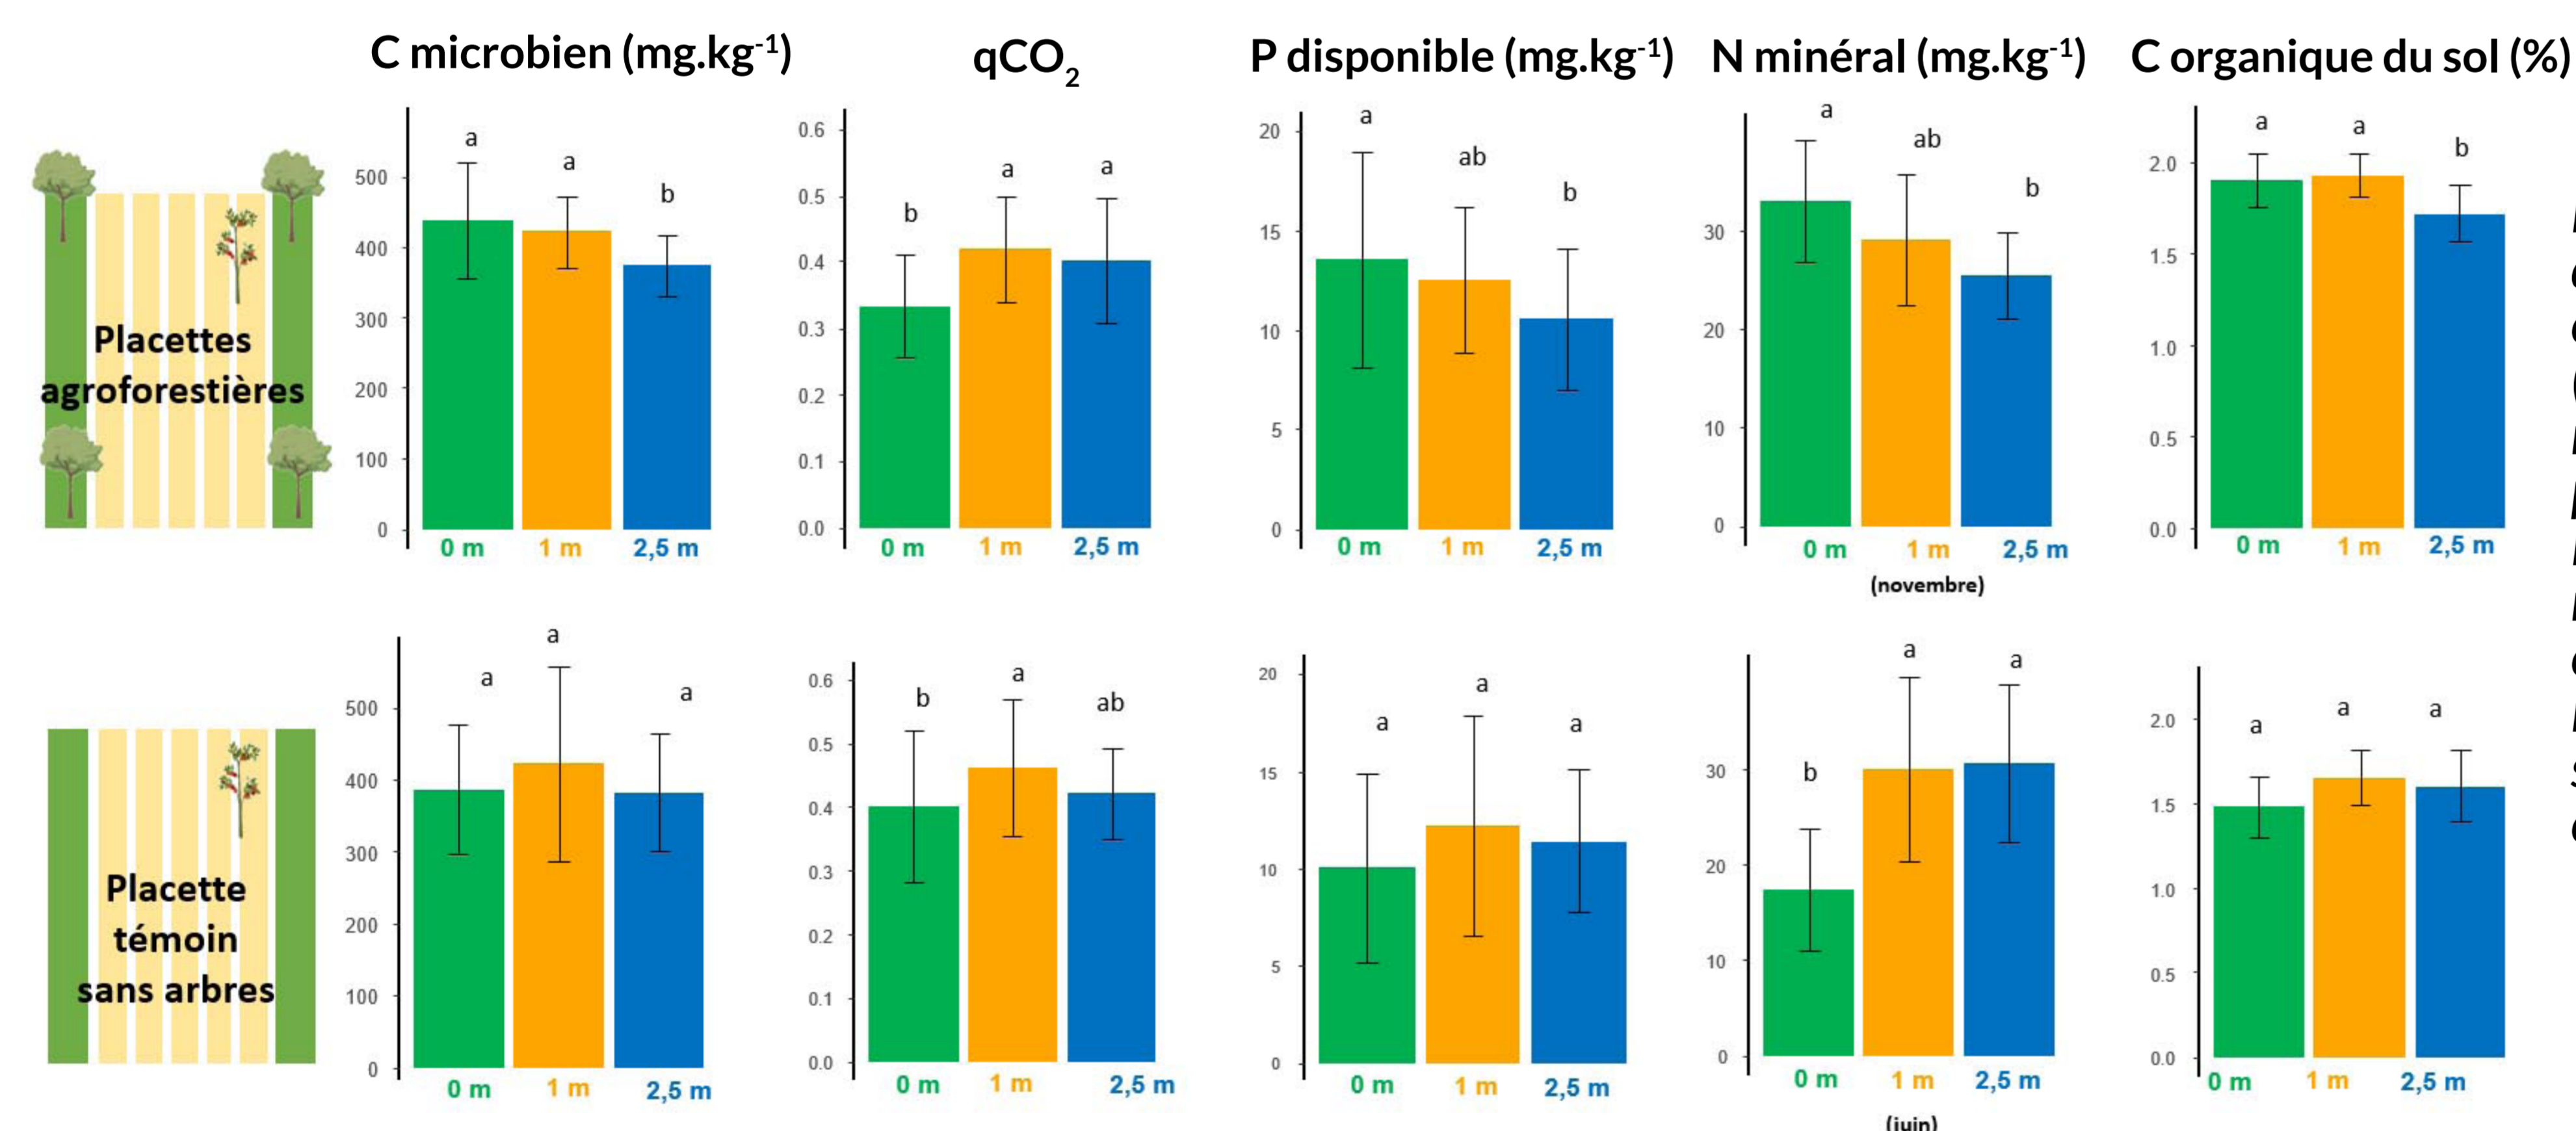 C microbien (mg.kg-1)
qCO2
P disponible (mg.kg-1)
N minéral (mg.kg-1)
C organique du sol (%)
Placettes
agroforestières
a
a
b
500
400
300
200
100
0
0 m
1 m
2,5 m
b
a
a
0.6
0.5
0.4
0.3
0.2
0.1
0.0
0 m
1 m
2,5 m
a
ab
b
20
15
10
5
0
0 m
1 m
2,5 m
a
ab
b
30
20
10
0
0 m
1 m
2,5 m
(novembre)
a
a
b
2.0
1.5
1.0
0.5
0.0
0 m
1 m
2,5 m
Placette
témoin
sans arbres
a
a
a
500
400
300
200
100
0
0 m
1 m
2,5 m
b
a
ab
0.6
0.5
0.4
0.3
0.2
0.1
0.0
0 m
1 m
2,5 m
a
a
a
20
15
10
5
0
0 m
1 m
2,5 m
b
a
a
30
20
10
0
0 m
1 m
2,5 m
(juin)
a
a
a
2.0
1.5
1.0
0.5
0.0
0 m
1 m
2,5 m